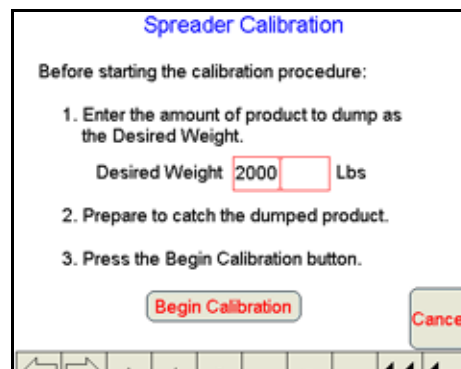 Spreader Calibration
Before starting the calibration procedure:
1. Enter the amount of product to dump as
the Desired Weight.
Desired Weight 2000 Lbs
2. Prepare to catch the dumped product.
3. Press the Begin Calibration button.
Begin Calibration
Cance